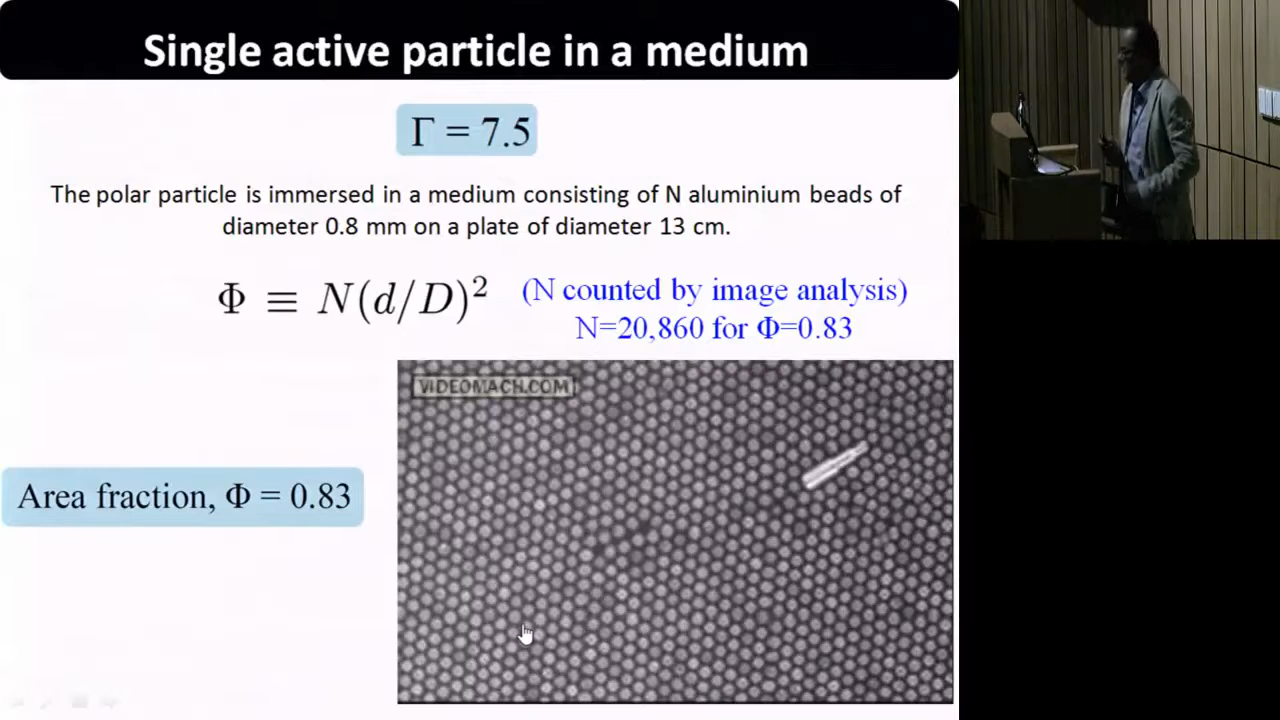 Single active particle in a medium
Γ = 7.5
The polar particle is immersed in a medium consisting of N aluminium beads of
diameter 0.8 mm on a plate of diameter 13 cm.
Φ ≡ N(d/D)²
(N counted by image analysis)
N=20,860 for Φ=0.83
VIDEOMACH.COM
Area fraction, Φ = 0.83